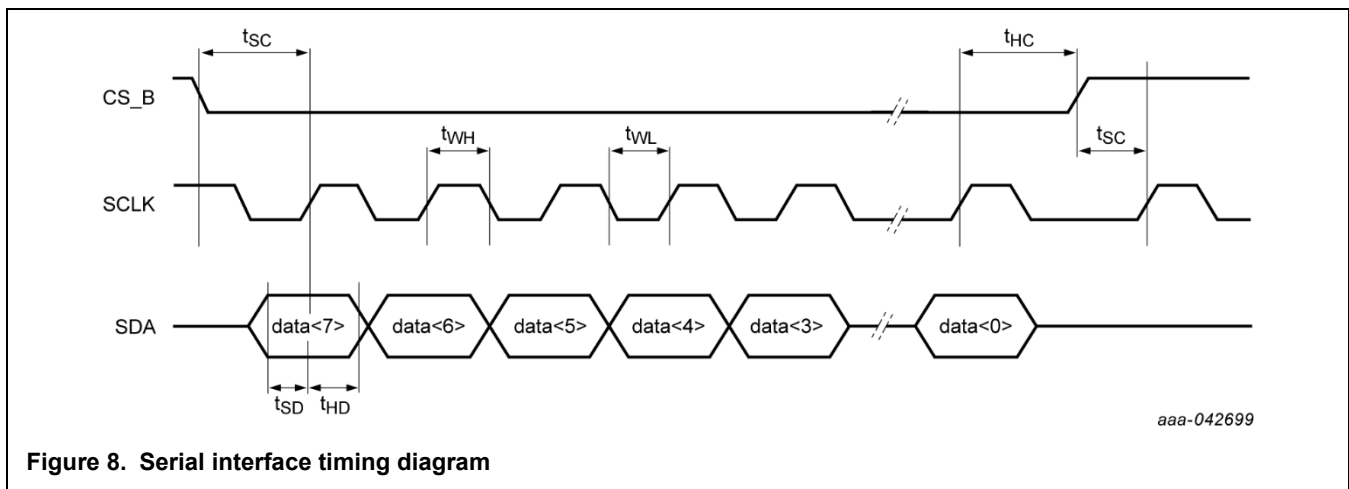 tSC
tHC
CS_B
tWH
tWL
tSC
SCLK
SDA
data<7>
data<6>
data<5>
data<4>
data<3>
data<0>
tSD
tHD
aaa-042699
Figure 8. Serial interface timing diagram